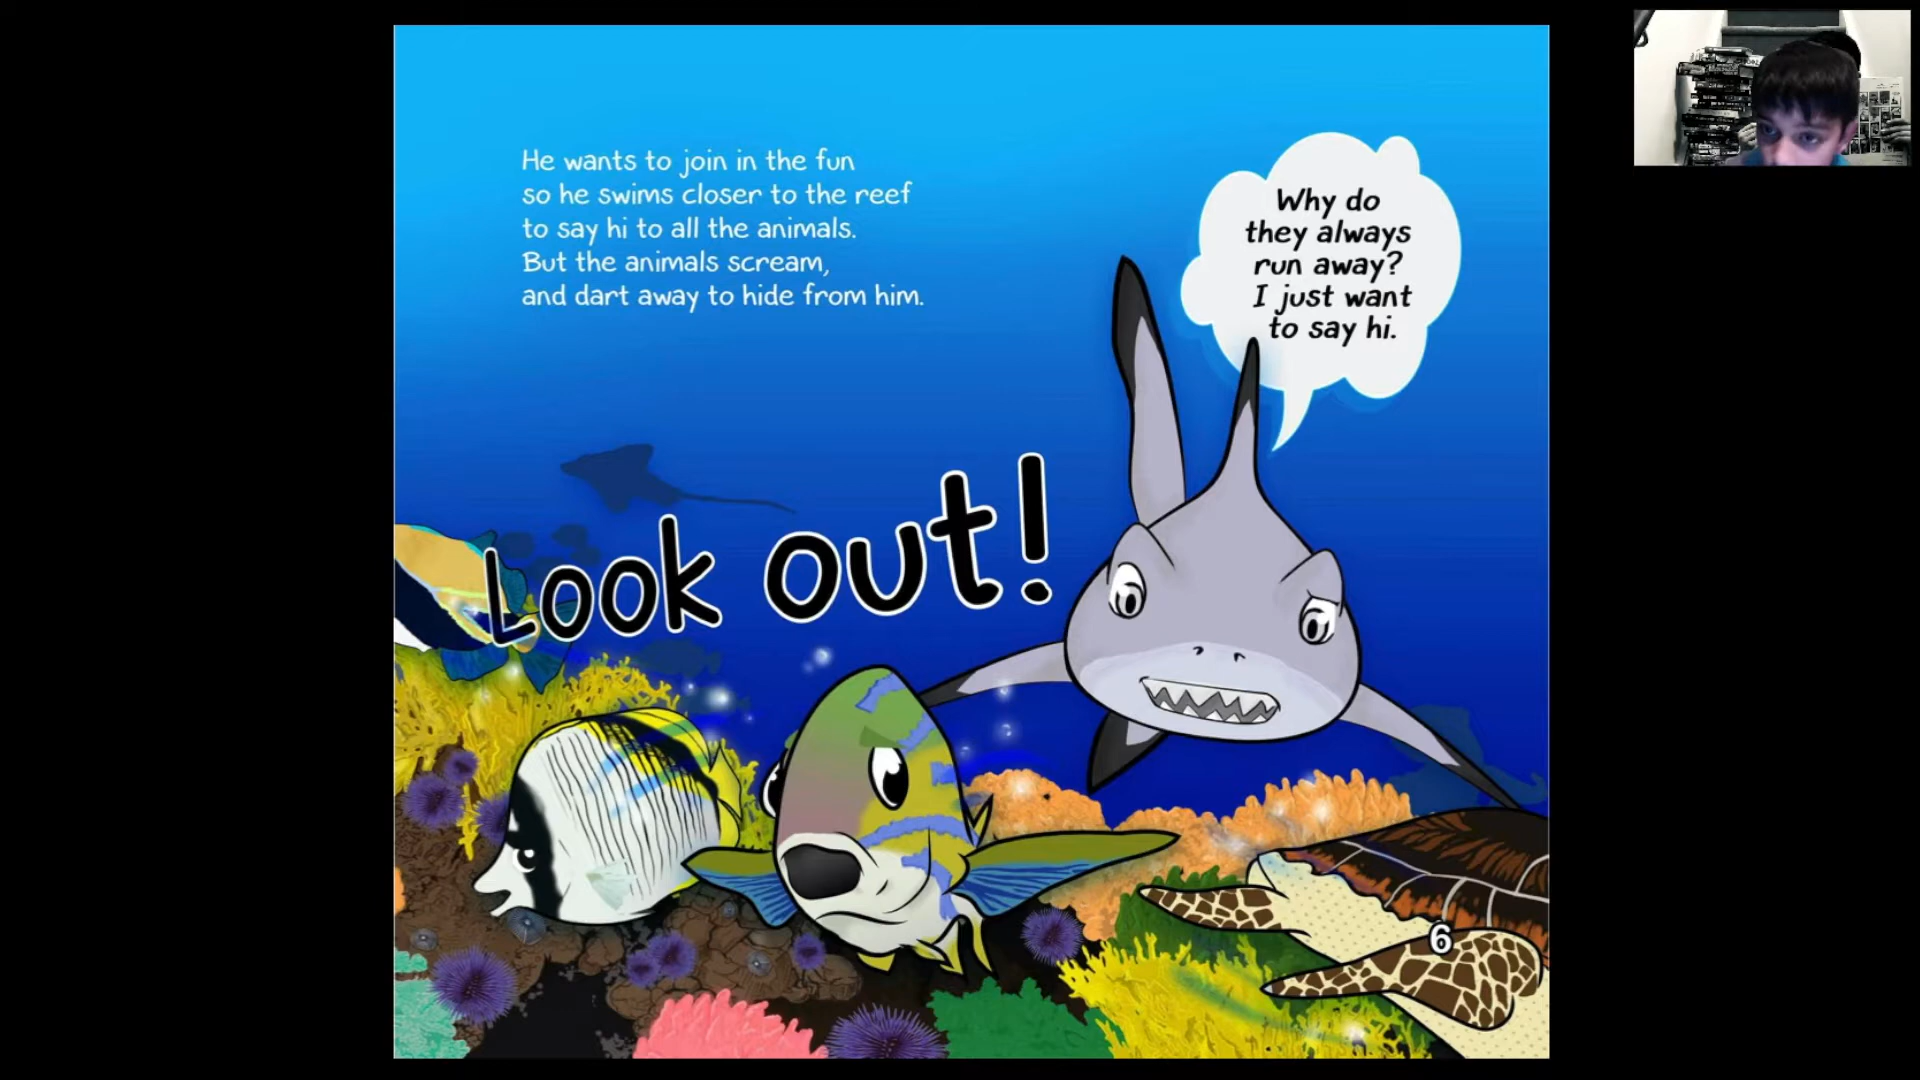 He wants to join in the fun
so he swims closer to the reef
to say hi to all the animals.
But the animals scream,
and dart away to hide from him.
Why do
they always
run away?
I just want
to say hi.
Look out!
6